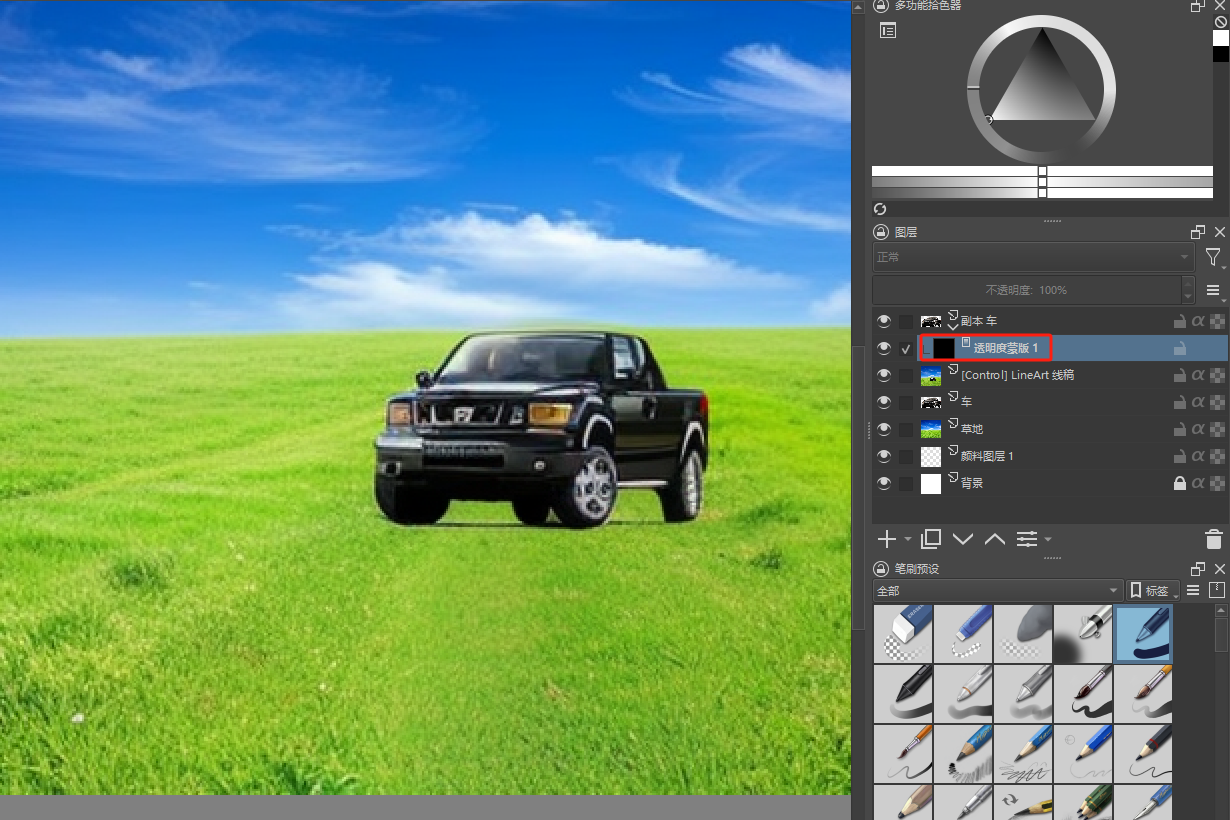 多功能拾色器
图层
正常
不透明度: 100%
副本 车
透明度蒙版 1
[Control] LineArt 线稿
车
草地
颜料图层 1
背景
笔刷预设
全部
标签